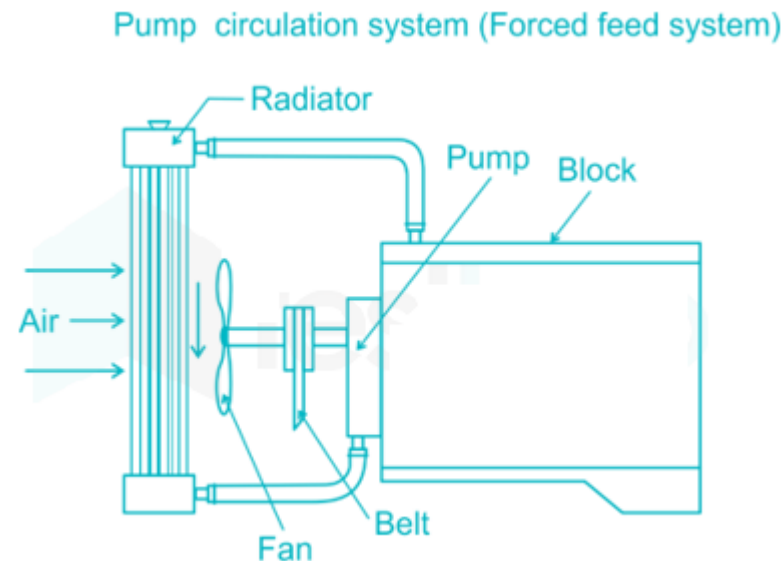 Pump circulation system (Forced feed system)
Radiator
Pump
Block
Air
Belt
Fan